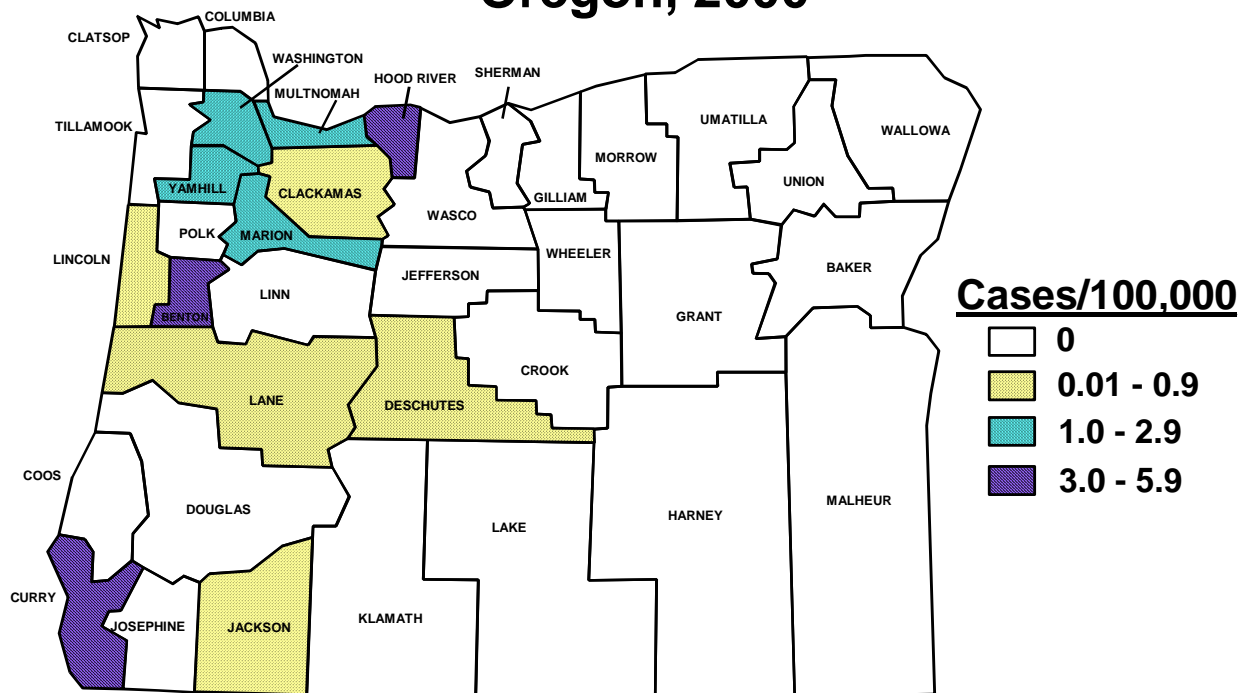 COLUMBIA
CLATSOP
WASHINGTON
HOOD RIVER
SHERMAN
MULTNOMAH
TILLAMOOK
UMATILLA
WALLOWA
MORROW
UNION
YAMHILL
CLACKAMAS
GILLIAM
WASCO
POLK
MARION
WHEELER
LINCOLN
JEFFERSON
BAKER
LINN
BENTON
GRANT
CROOK
LANE
DESCHUTES
COOS
DOUGLAS
LAKE
HARNEY
MALHEUR
CURRY
JOSEPHINE
JACKSON
KLAMATH
Cases/100,000
0
0.01 - 0.9
1.0 - 2.9
3.0 - 5.9